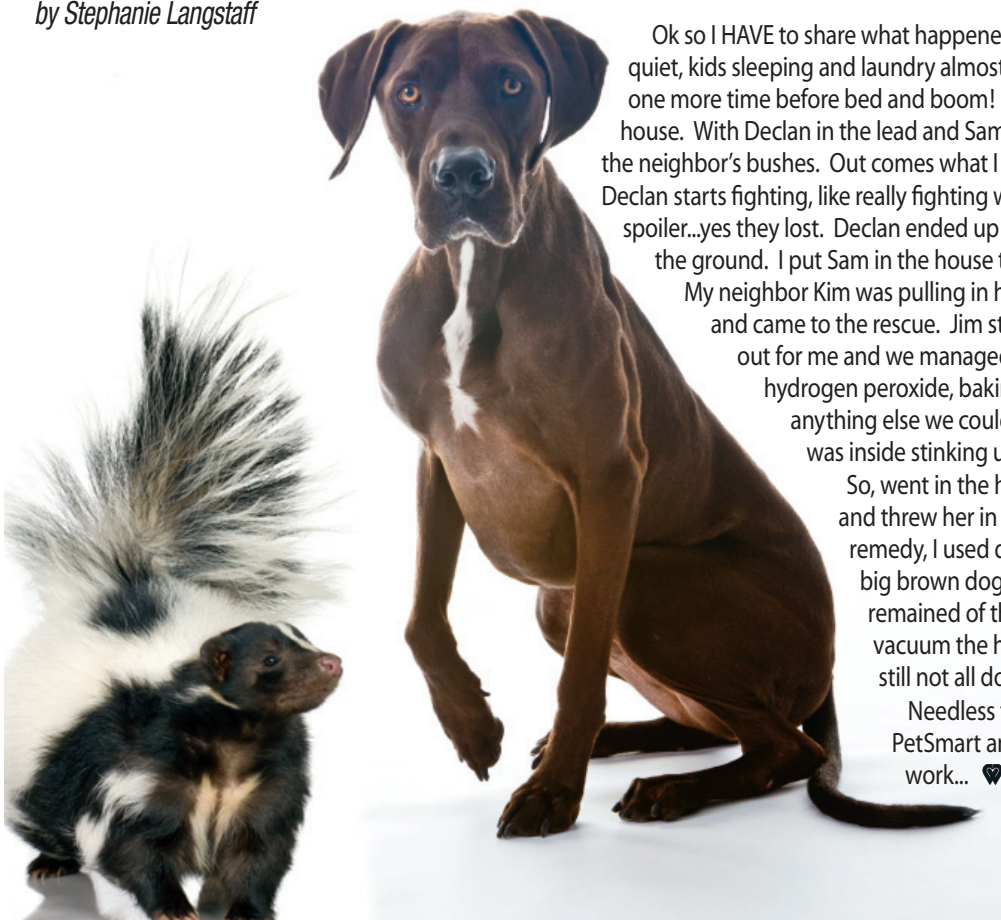 by Stephanie Langstaff
Ok so I HAVE to share what happene
quiet, kids sleeping and laundry almost
one more time before bed and boom!
house. With Declan in the lead and Sam
the neighbor's bushes. Out comes what I
Declan starts fighting, like really fighting w
spoiler...yes they lost. Declan ended up
the ground. I put Sam in the house t
My neighbor Kim was pulling in h
and came to the rescue. Jim st
out for me and we managed
hydrogen peroxide, bakin
anything else we could
was inside stinking u
So, went in the h
and threw her in
remedy, I used d
big brown dog
remained of th
vacuum the h
still not all do
Needless t
PetSmart an
work...